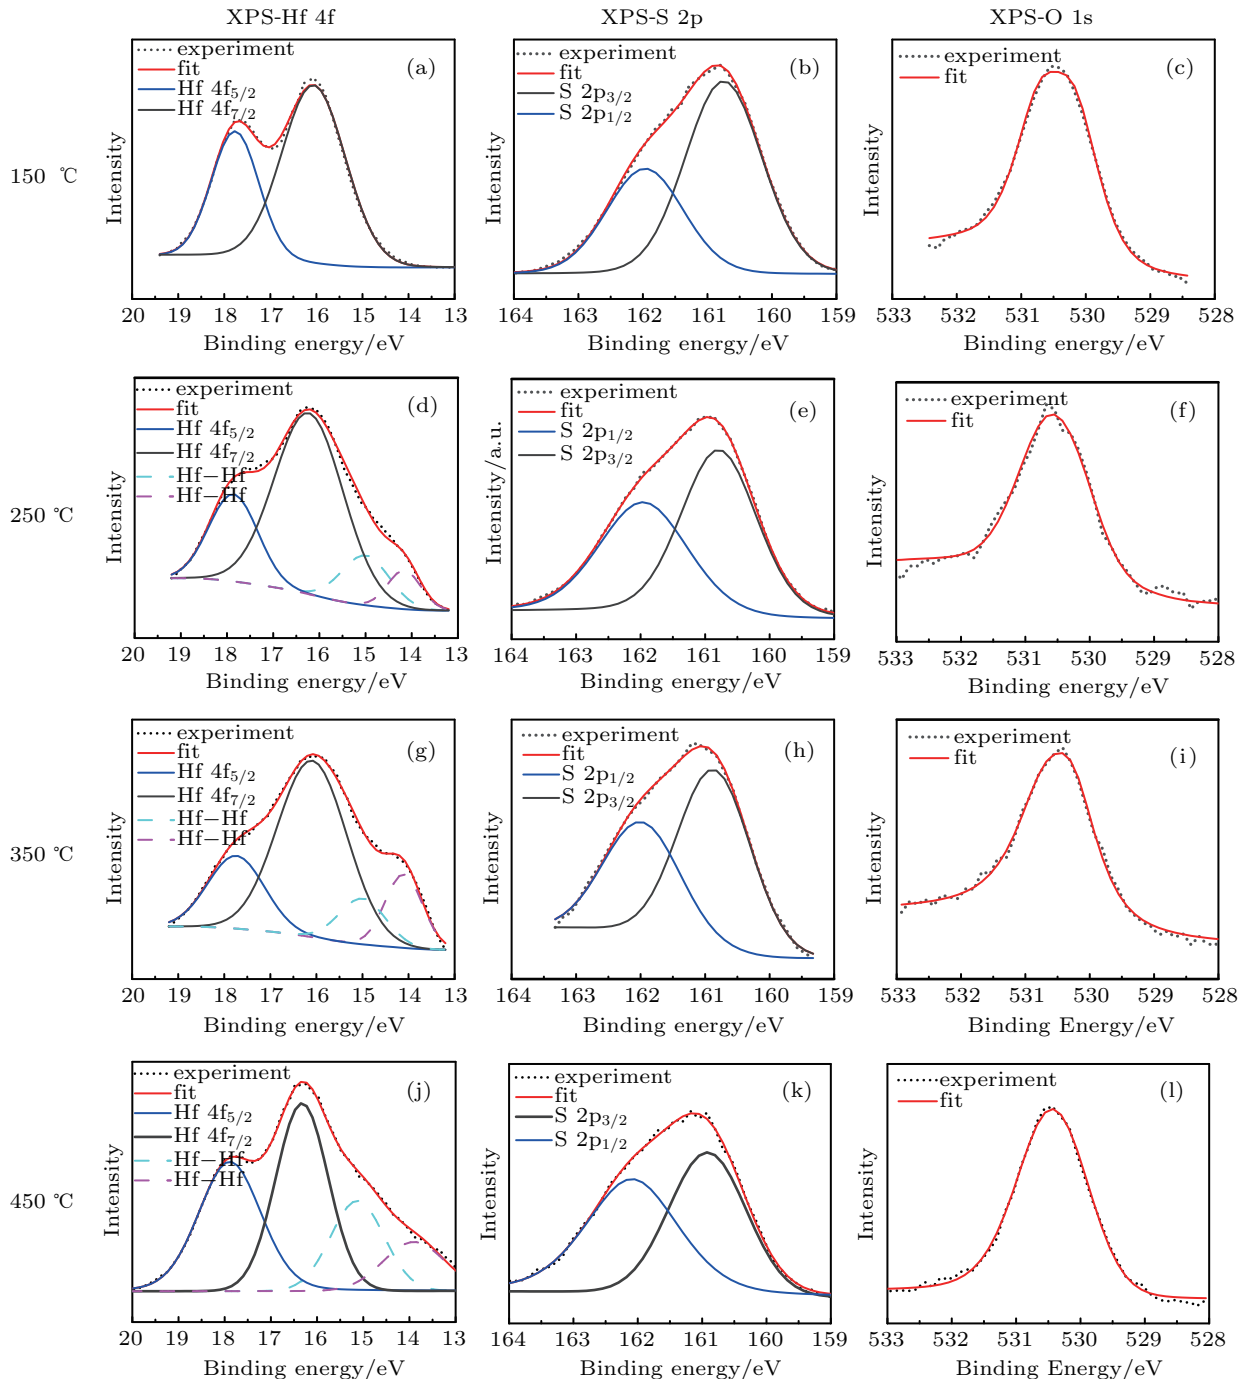 XPS-Hf 4f XPS-S 2p XPS-O 1s
150 ℃
experiment
fit
Hf 4f5/2
Hf 4f7/2
(a)
Intensity
20 19 18 17 16 15 14 13
Binding energy/eV
experiment
fit
S 2p3/2
S 2p1/2
(b)
Intensity
164 163 162 161 160 159
Binding energy/eV
experiment
fit
(c)
Intensity
533 532 531 530 529 528
Binding energy/eV
250 ℃
experiment
fit
Hf 4f5/2
Hf 4f7/2
Hf−Hf
Hf−Hf
(d)
Intensity
20 19 18 17 16 15 14 13
Binding energy/eV
experiment
fit
S 2p1/2
S 2p3/2
(e)
Intensity/a.u.
164 163 162 161 160 159
Binding energy/eV
experiment
fit
(f)
Intensity
533 532 531 530 529 528
Binding energy/eV
350 ℃
experiment
fit
Hf 4f5/2
Hf 4f7/2
Hf−Hf
Hf−Hf
(g)
Intensity
20 19 18 17 16 15 14 13
Binding energy/eV
experiment
fit
S 2p1/2
S 2p3/2
(h)
Intensity
164 163 162 161 160 159
Binding energy/eV
experiment
fit
(i)
Intensity
533 532 531 530 529 528
Binding Energy/eV
450 ℃
experiment
fit
Hf 4f5/2
Hf 4f7/2
Hf−Hf
Hf−Hf
(j)
Intensity
20 19 18 17 16 15 14 13
Binding energy/eV
experiment
fit
S 2p3/2
S 2p1/2
(k)
Intensity
164 163 162 161 160 159
Binding energy/eV
experiment
fit
(l)
Intensity
533 532 531 530 529 528
Binding Energy/eV